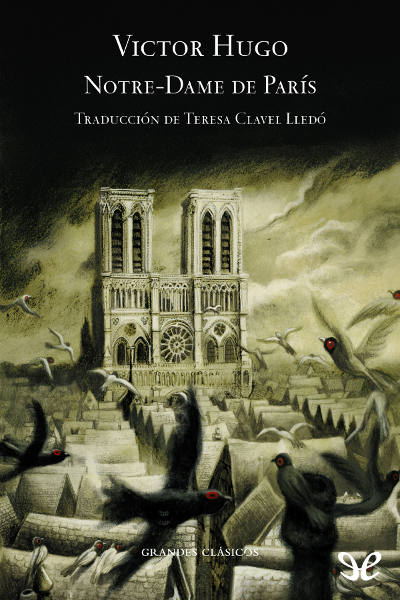 Victor Hugo
Notre-Dame de París
Traducción de Teresa Clavel Lledó
GRANDES CLÁSICOS